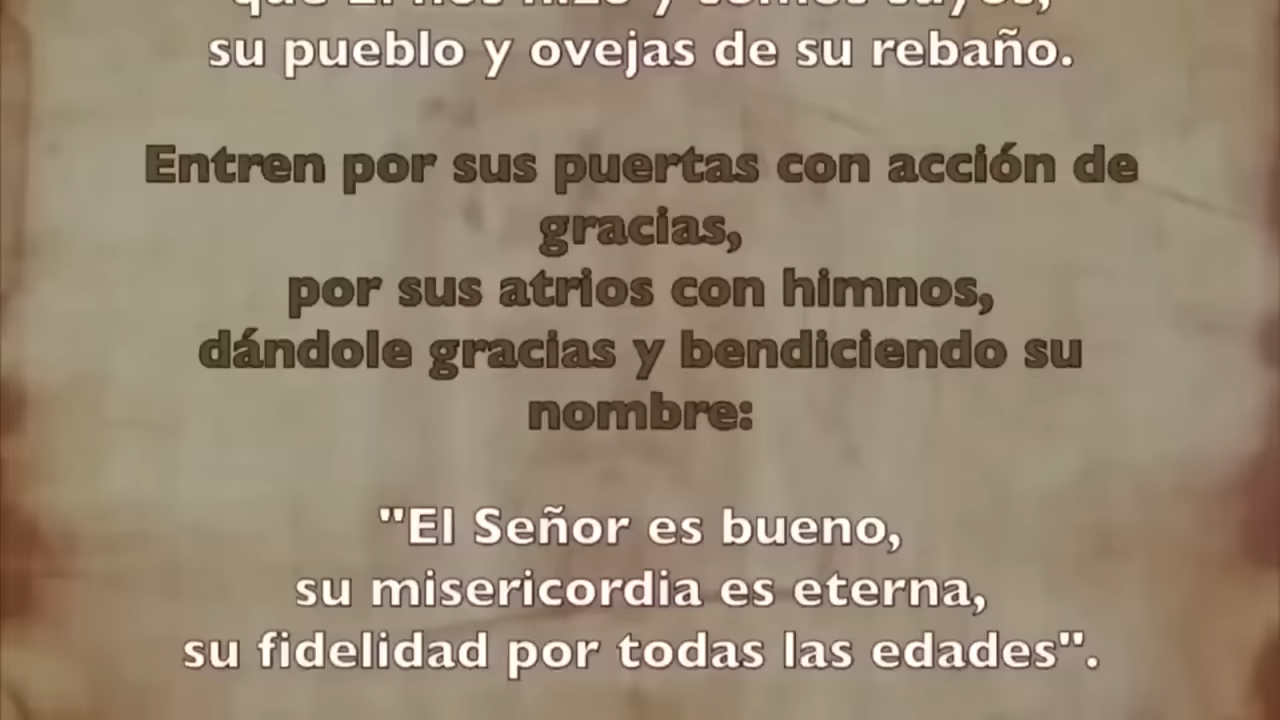 su pueblo y ovejas de su rebaño.
Entren por sus puertas con acción de
gracias,
por sus atrios con himnos,
dándole gracias y bendiciendo su
nombre:
"El Señor es bueno,
su misericordia es eterna,
su fidelidad por todas las edades".